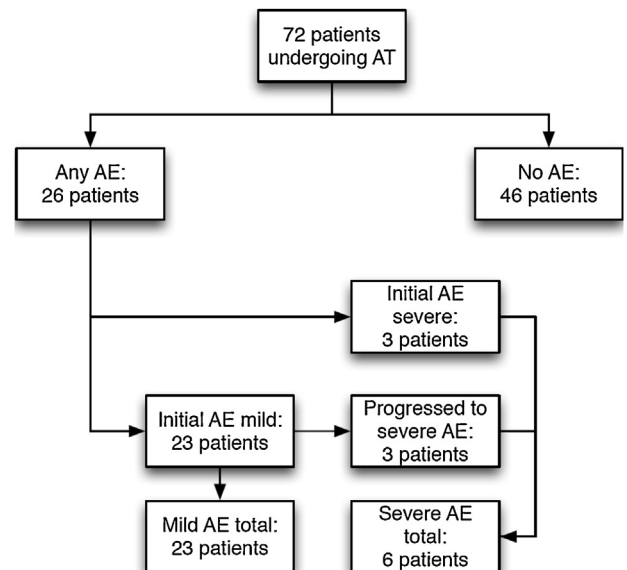 72 patients
undergoing AT
Any AE:
26 patients
No AE:
46 patients
Initial AE
severe:
3 patients
Initial AE mild:
23 patients
Progressed to
severe AE:
3 patients
Mild AE total:
23 patients
Severe AE
total:
6 patients